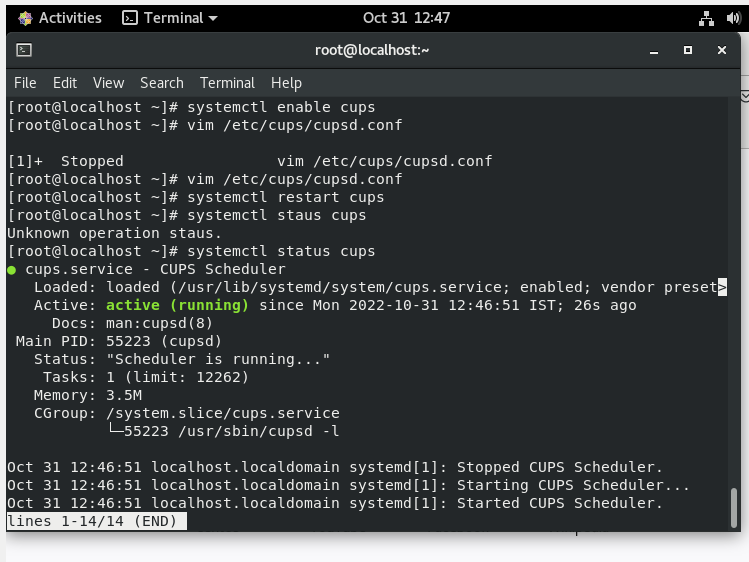 Activities Terminal Oct 31 12:47
root@localhost:~
File Edit View Search Terminal Help
[root@localhost ~]# systemctl enable cups
[root@localhost ~]# vim /etc/cups/cupsd.conf
[1]+  Stopped                 vim /etc/cups/cupsd.conf
[root@localhost ~]# vim /etc/cups/cupsd.conf
[root@localhost ~]# systemctl restart cups
[root@localhost ~]# systemctl staus cups
Unknown operation staus.
[root@localhost ~]# systemctl status cups
● cups.service - CUPS Scheduler
   Loaded: loaded (/usr/lib/systemd/system/cups.service; enabled; vendor preset>
   Active: active (running) since Mon 2022-10-31 12:46:51 IST; 26s ago
     Docs: man:cupsd(8)
 Main PID: 55223 (cupsd)
   Status: "Scheduler is running..."
    Tasks: 1 (limit: 12262)
   Memory: 3.5M
   CGroup: /system.slice/cups.service
           └─55223 /usr/sbin/cupsd -l
Oct 31 12:46:51 localhost.localdomain systemd[1]: Stopped CUPS Scheduler.
Oct 31 12:46:51 localhost.localdomain systemd[1]: Starting CUPS Scheduler...
Oct 31 12:46:51 localhost.localdomain systemd[1]: Started CUPS Scheduler.
lines 1-14/14 (END)